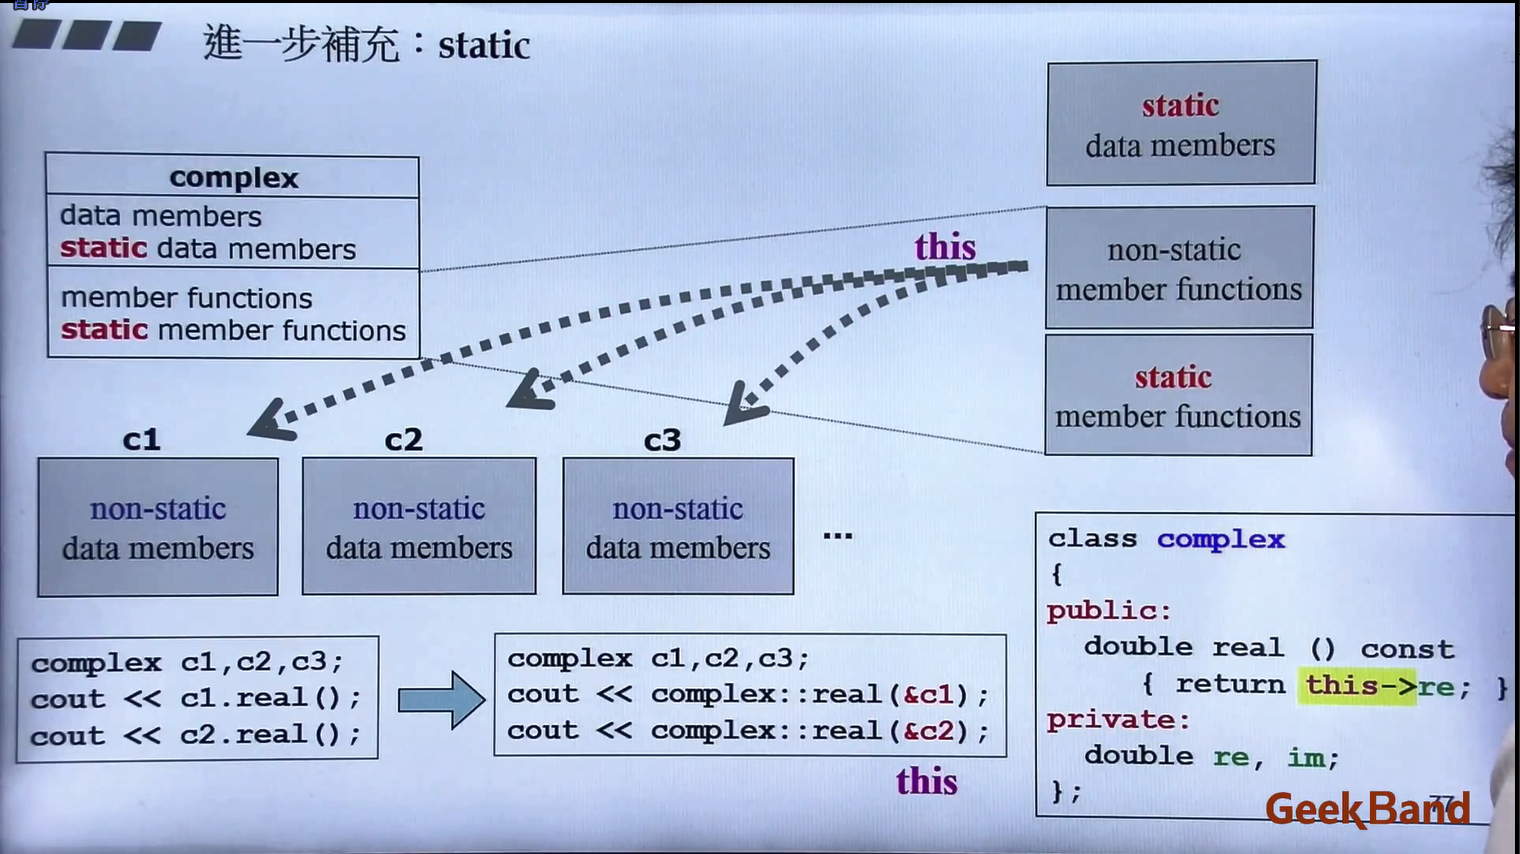 暫停
進一步補充：static
complex
data members
static data members
member functions
static member functions
static
data members
non-static
member functions
static
member functions
this
c1
c2
c3
non-static
data members
non-static
data members
non-static
data members
...
complex c1,c2,c3;
cout << c1.real();
cout << c2.real();
complex c1,c2,c3;
cout << complex::real(&c1);
cout << complex::real(&c2);
this
class complex
{
public:
double real () const
{ return this->re; }
private:
double re, im;
};
77
GeekBand